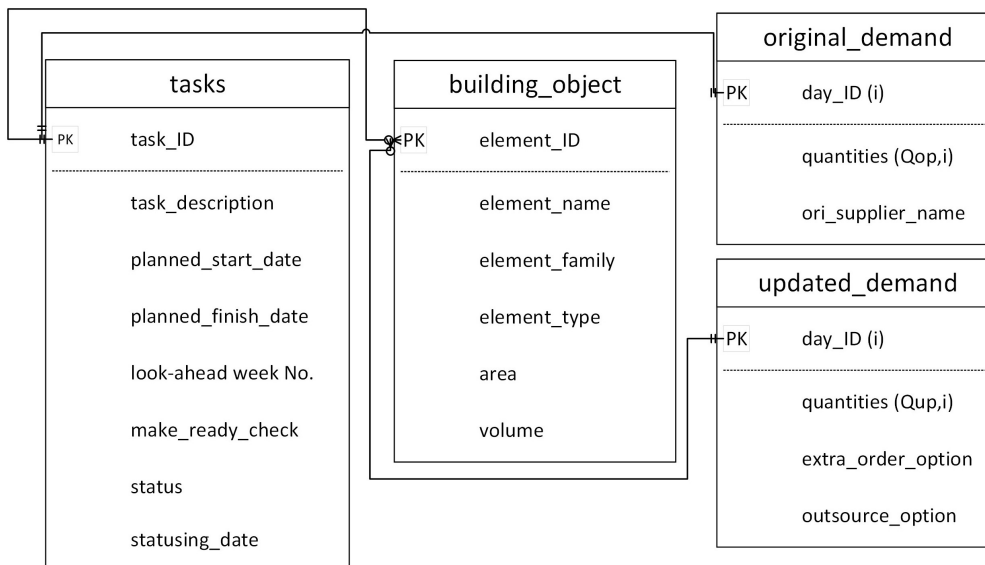 tasks
PK task_ID
task_description
planned_start_date
planned_finish_date
look-ahead week No.
make_ready_check
status
statusing_date
building_object
PK element_ID
element_name
element_family
element_type
area
volume
original_demand
PK day_ID (i)
quantities (Qop,i)
ori_supplier_name
updated_demand
PK day_ID (i)
quantities (Qup,i)
extra_order_option
outsource_option